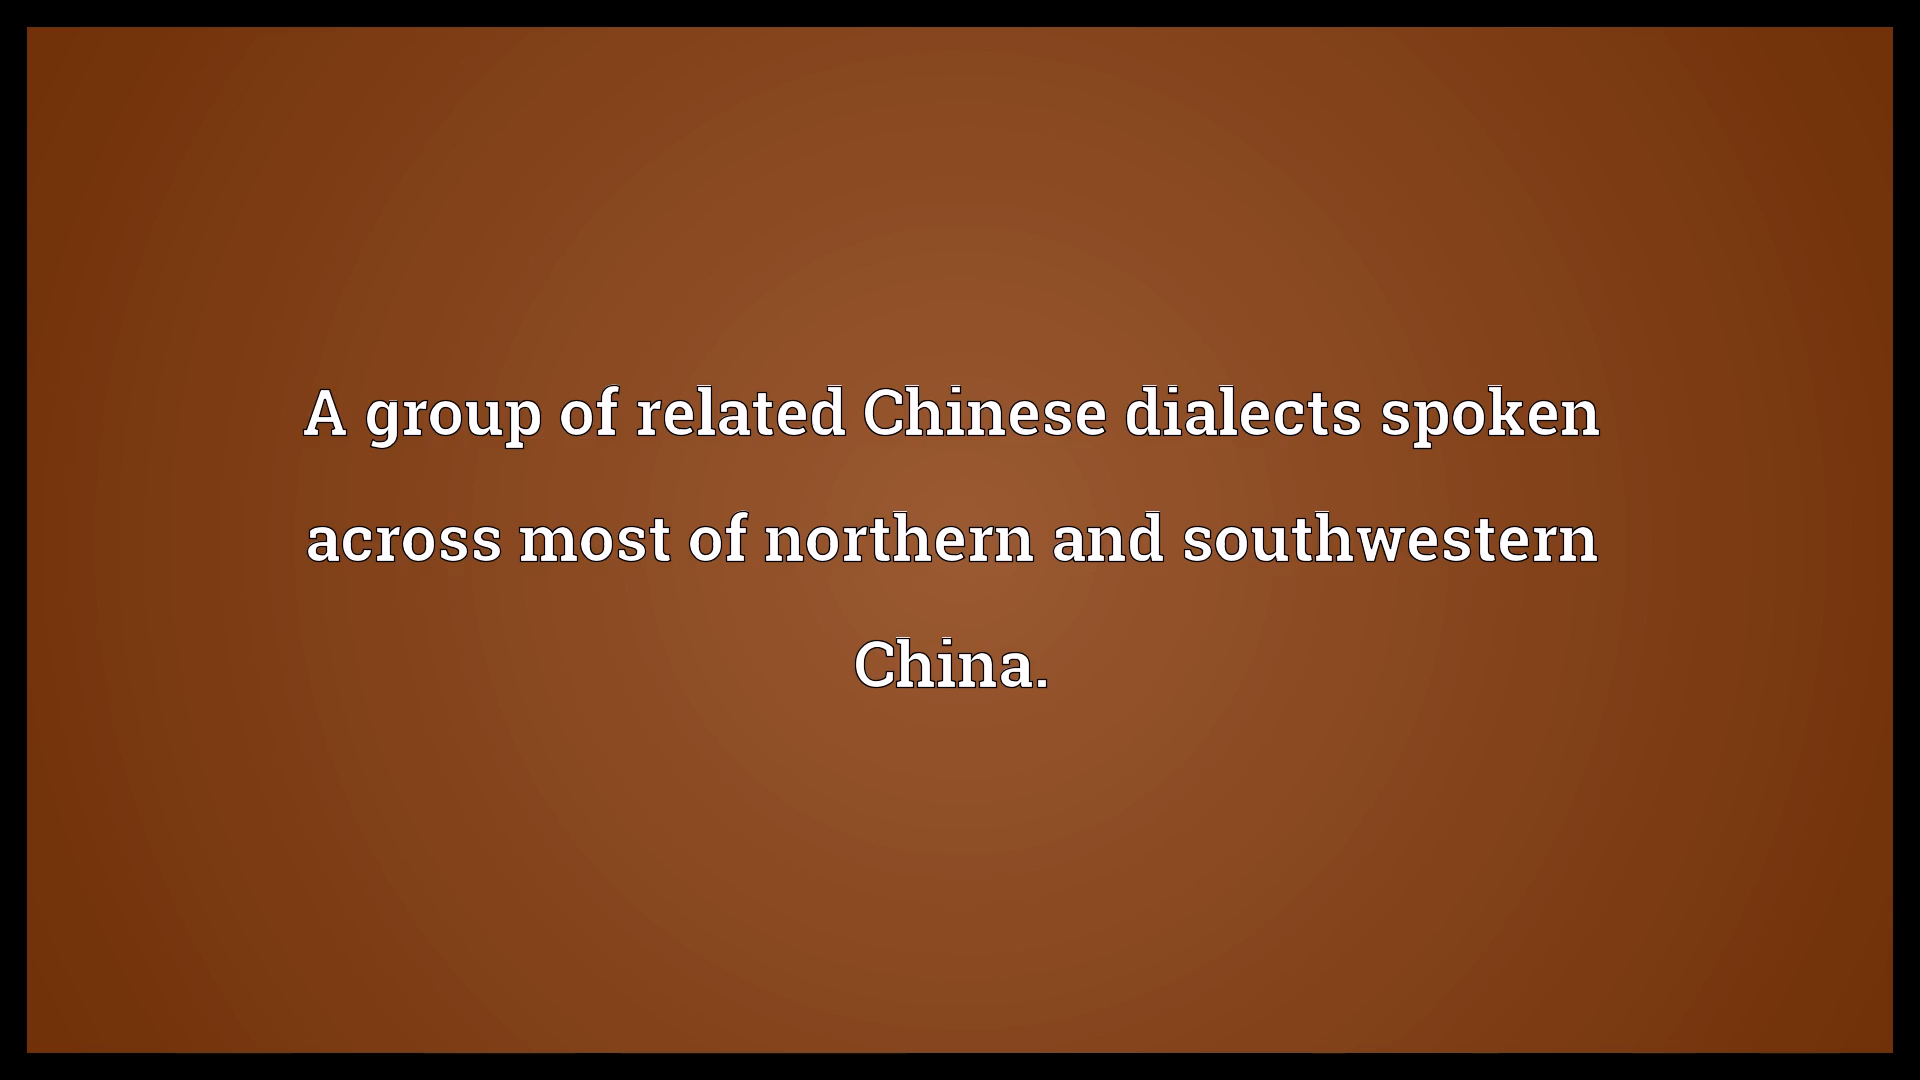 A group of related Chinese dialects spoken
across most of northern and southwestern
China.